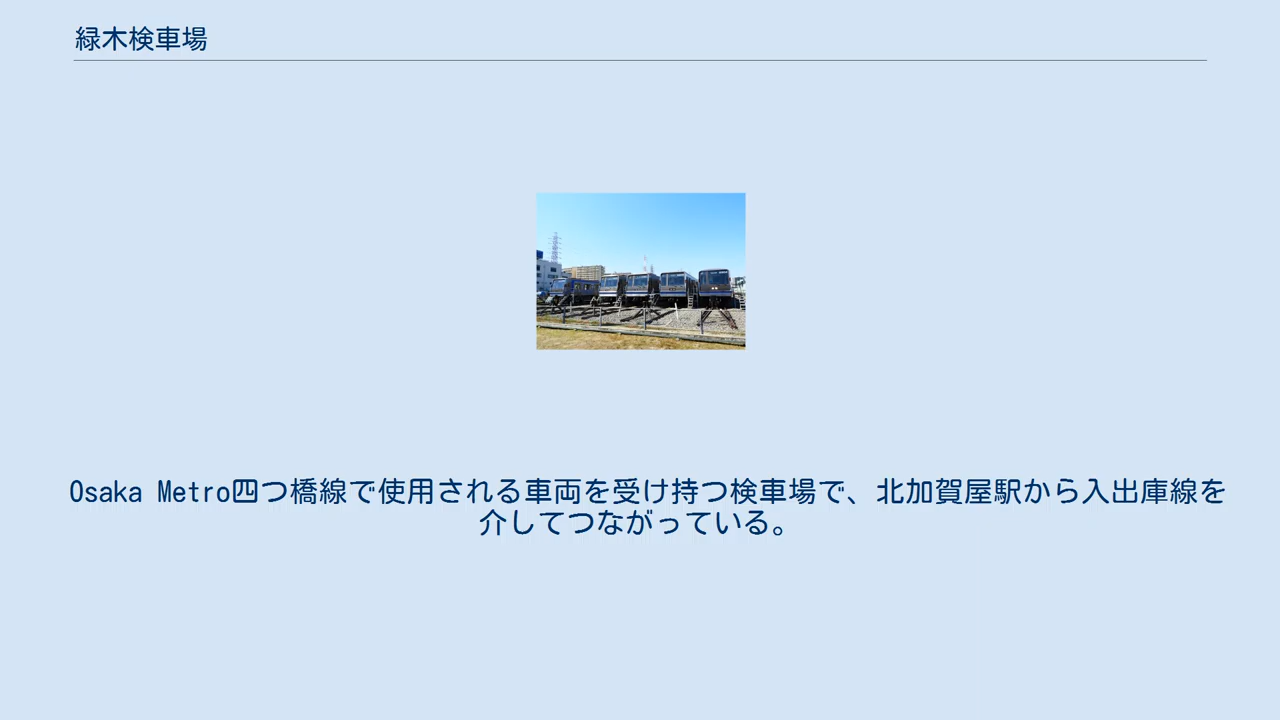 緑木検車場
Osaka Metro四つ橋線で使用される車両を受け持つ検車場で、北加賀屋駅から入出庫線を
介してつながっている。